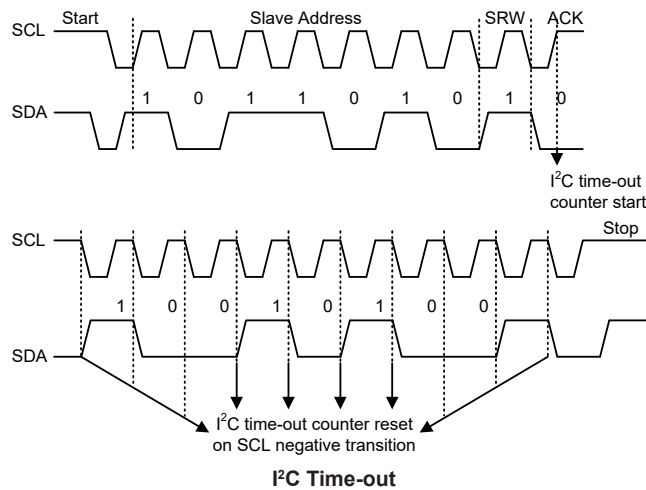 Start Slave Address SRW ACK
SCL
1 0 1 1 0 1 0 1 0
SDA
I²C time-out
counter start
Stop
SCL
1 0 0 1 0 1 0 0
SDA
I²C time-out counter reset
on SCL negative transition
I²C Time-out